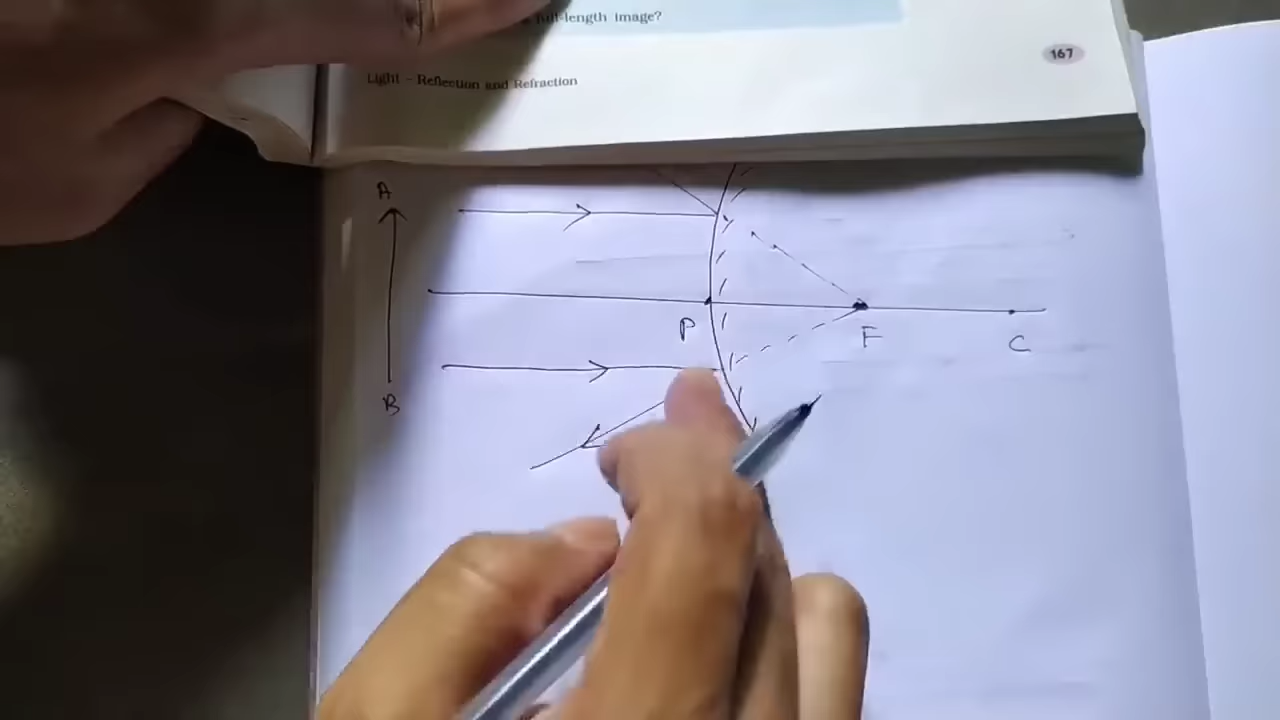 full-length image?
167
Light – Reflection and Refraction
A
P
F
C
B